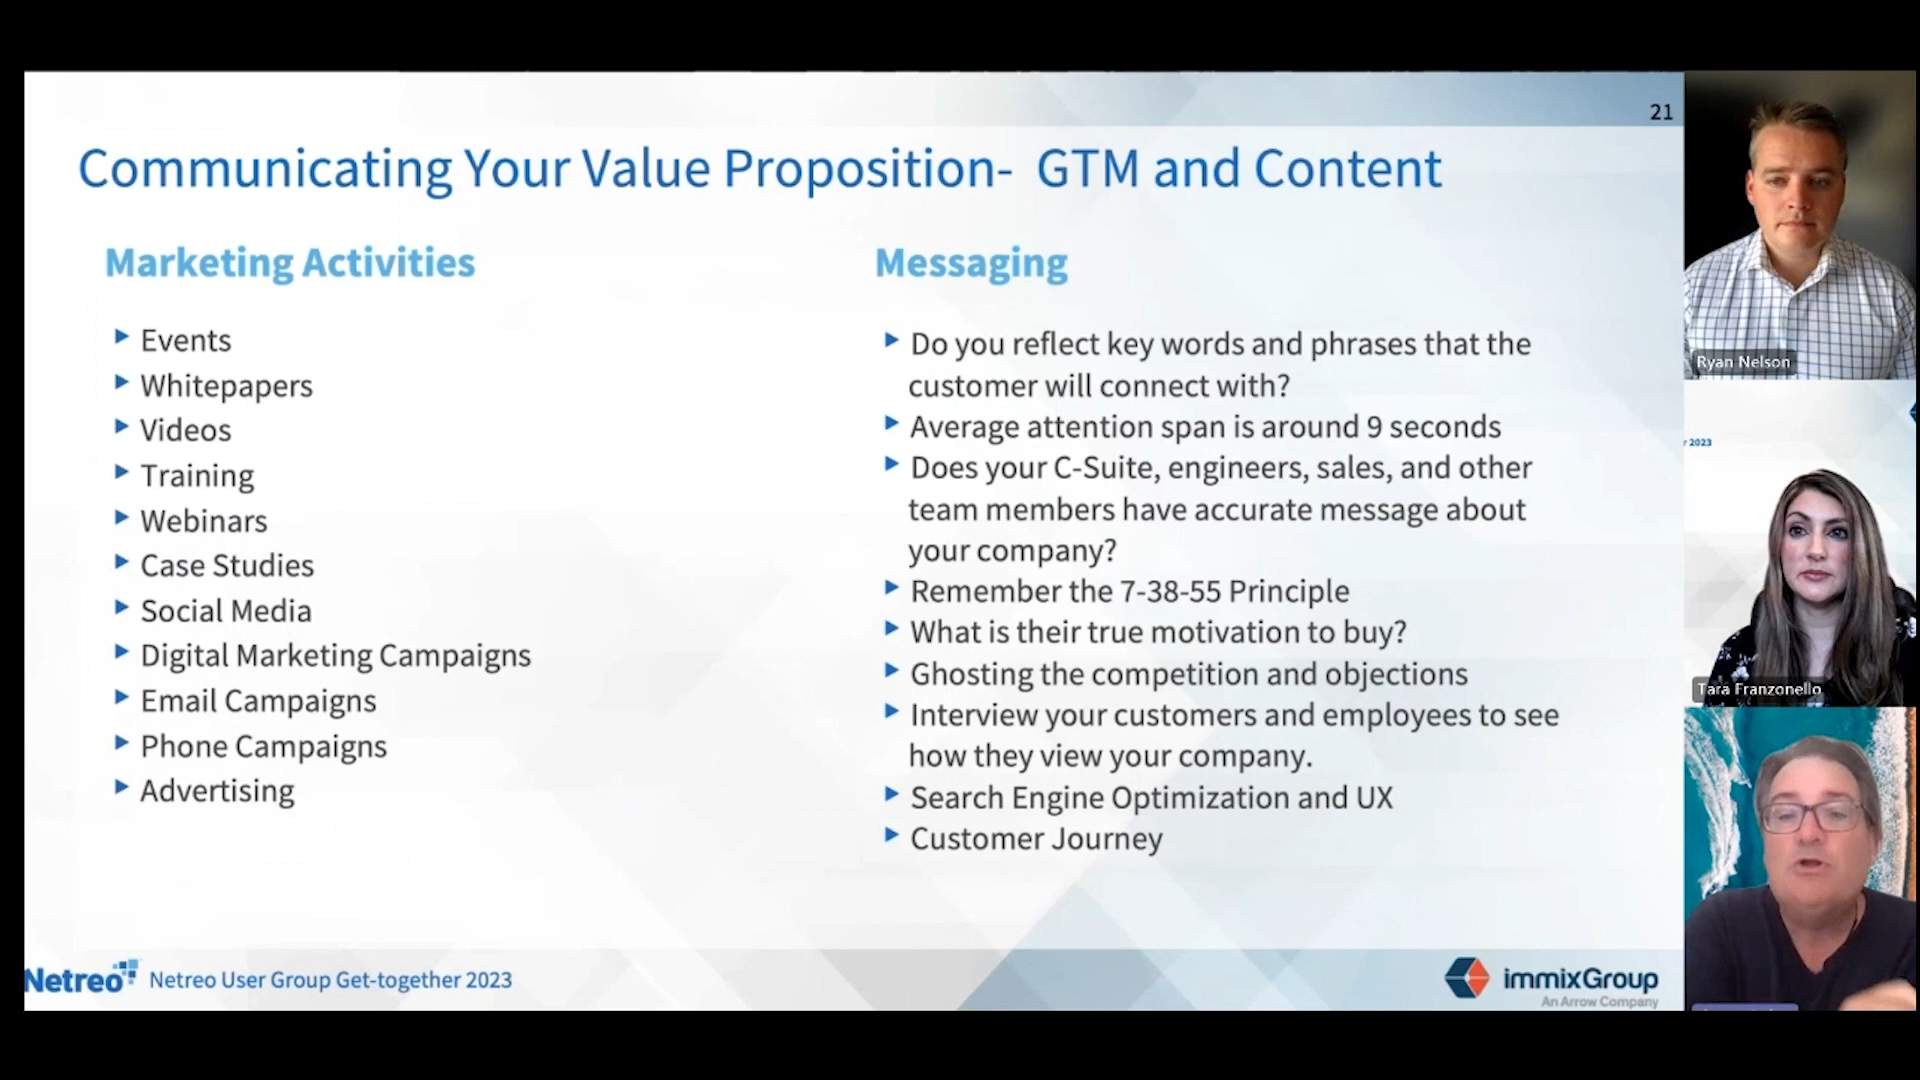 21
Communicating Your Value Proposition- GTM and Content
Marketing Activities
Events
Whitepapers
Videos
Training
Webinars
Case Studies
Social Media
Digital Marketing Campaigns
Email Campaigns
Phone Campaigns
Advertising
Messaging
Do you reflect key words and phrases that the
customer will connect with?
Average attention span is around 9 seconds
Does your C-Suite, engineers, sales, and other
team members have accurate message about
your company?
Remember the 7-38-55 Principle
What is their true motivation to buy?
Ghosting the competition and objections
Interview your customers and employees to see
how they view your company.
Search Engine Optimization and UX
Customer Journey
Netreo
Netreo User Group Get-together 2023
immixGroup
An Arrow Company
Ryan Nelson
2023
Tara Franzonello